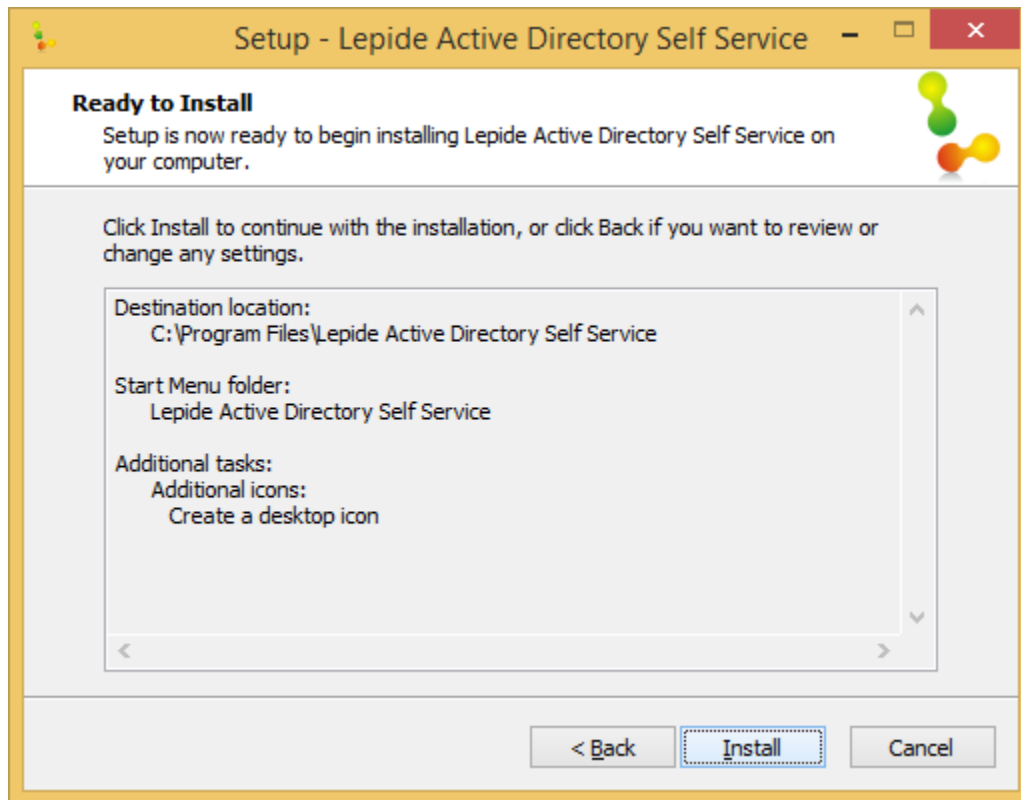 Setup - Lepide Active Directory Self Service
Ready to Install
Setup is now ready to begin installing Lepide Active Directory Self Service on
your computer.
Click Install to continue with the installation, or click Back if you want to review or
change any settings.
Destination location:
C:\Program Files\Lepide Active Directory Self Service
Start Menu folder:
Lepide Active Directory Self Service
Additional tasks:
Additional icons:
Create a desktop icon
< Back
Install
Cancel